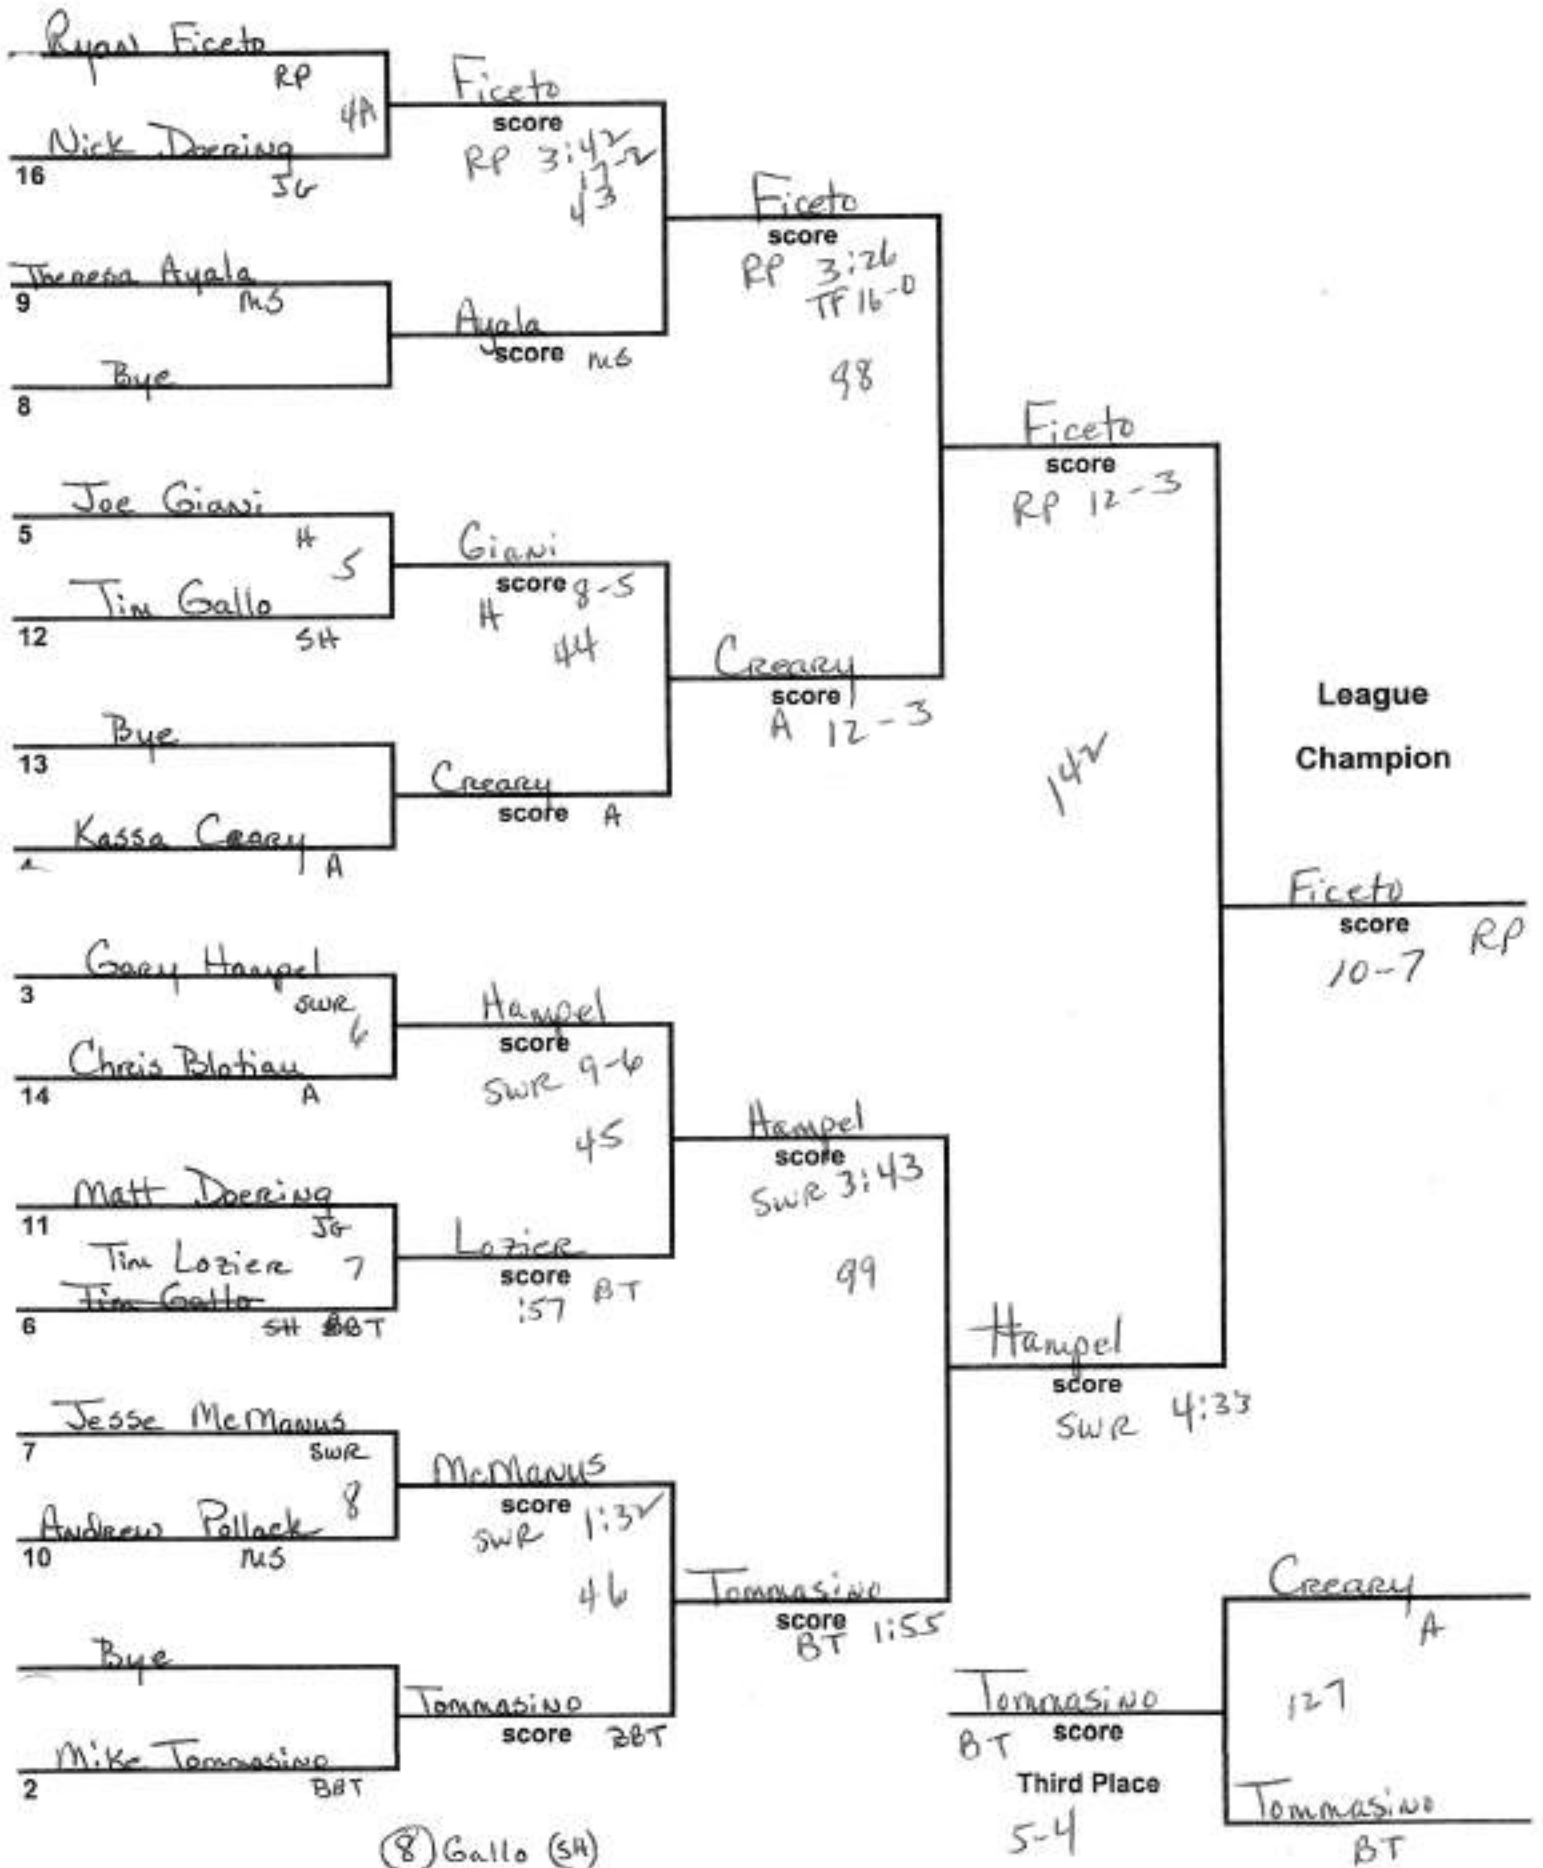 Ryan Ficeto
RP
4A
Nick Doering
16
JG
Ficeto
score
RP 3:42
17-2
43
Theresa Ayala
9
MS
Bye
8
Ayala
score MS
Ficeto
score
RP 3:26
TF 16-0
98
Joe Giani
5
H
5
Tim Gallo
12
SH
Giani
score 8-5
H
44
Bye
13
Kassa Creary
A
Creary
score A
Creary
score
A 12-3
Ficeto
score
RP 12-3
142
League
Champion
Ficeto
score
RP
10-7
Gary Hampel
3
SWR
6
Chris Blotiau
14
A
Hampel
score
SWR 9-6
45
Matt Doering
11
JG
Tim Lozier
7
Tim Gallo
6
SH BBT
Lozier
score
:57 BT
Hampel
score
SWR 3:43
99
Jesse McManus
7
SWR
8
Andrew Pollack
10
MS
McManus
score
SWR 1:32
46
Bye
Mike Tommasino
2
BBT
Tommasino
score BBT
Tommasino
score
BT 1:55
Hampel
score
SWR 4:33
Creary
A
127
Tommasino
BT
Tommasino
BT score
Third Place
5-4
8 Gallo (SH)